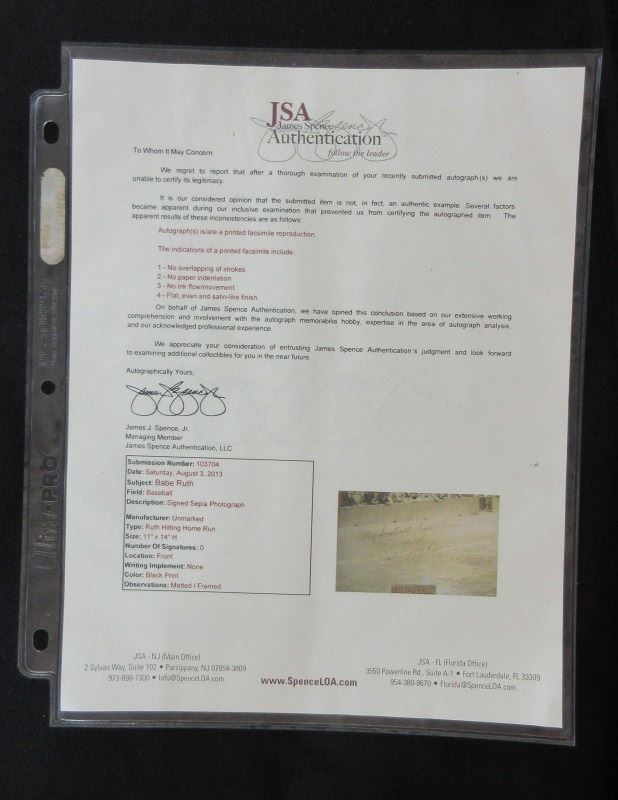 JSA
James Spence
Authentication
follow the leader
To Whom It May Concern:
We regret to report that after a thorough examination of your recently submitted autograph(s) we are
unable to certify its legitimacy.
It is our considered opinion that the submitted item is not, in fact, an authentic example. Several factors
became apparent during our inclusive examination that prevented us from certifying the autographed item. The
apparent results of these inconsistencies are as follows:
Autograph(s) is/are a printed facsimile reproduction.
The indications of a printed facsimile include:
1 - No overlapping of strokes
2 - No paper indentation
3 - No ink flow/movement
4 - Flat, even and satin-like finish.
On behalf of James Spence Authentication, we have opined this conclusion based on our extensive working
comprehension and involvement with the autograph memorabilia hobby, expertise in the area of autograph analysis,
and our acknowledged professional experience.
We appreciate your consideration of entrusting James Spence Authentication's judgment and look forward
to examining additional collectibles for you in the near future.
Autographically Yours,
James J. Spence, Jr.
Managing Member
James Spence Authentication, LLC
Submission Number: 103704
Date: Saturday, August 3, 2013
Subject: Babe Ruth
Field: Baseball
Description: Signed Sepia Photograph
Manufacturer: Unmarked
Type: Ruth Hitting Home Run
Size: 11" x 14" H
Number Of Signatures: 0
Location: Front
Writing Implement: None
Color: Black Print
Observations: Matted / Framed
JSA - NJ (Main Office)
2 Sylvan Way, Suite 102 • Parsippany, NJ 07054-3809
973-898-1300 • Info@SpenceLOA.com
www.SpenceLOA.com
JSA - FL (Florida Office)
3550 Powerline Rd., Suite A-1 • Fort Lauderdale, FL 33309
954-380-8670 • Florida@SpenceLOA.com
Ultra•PRO